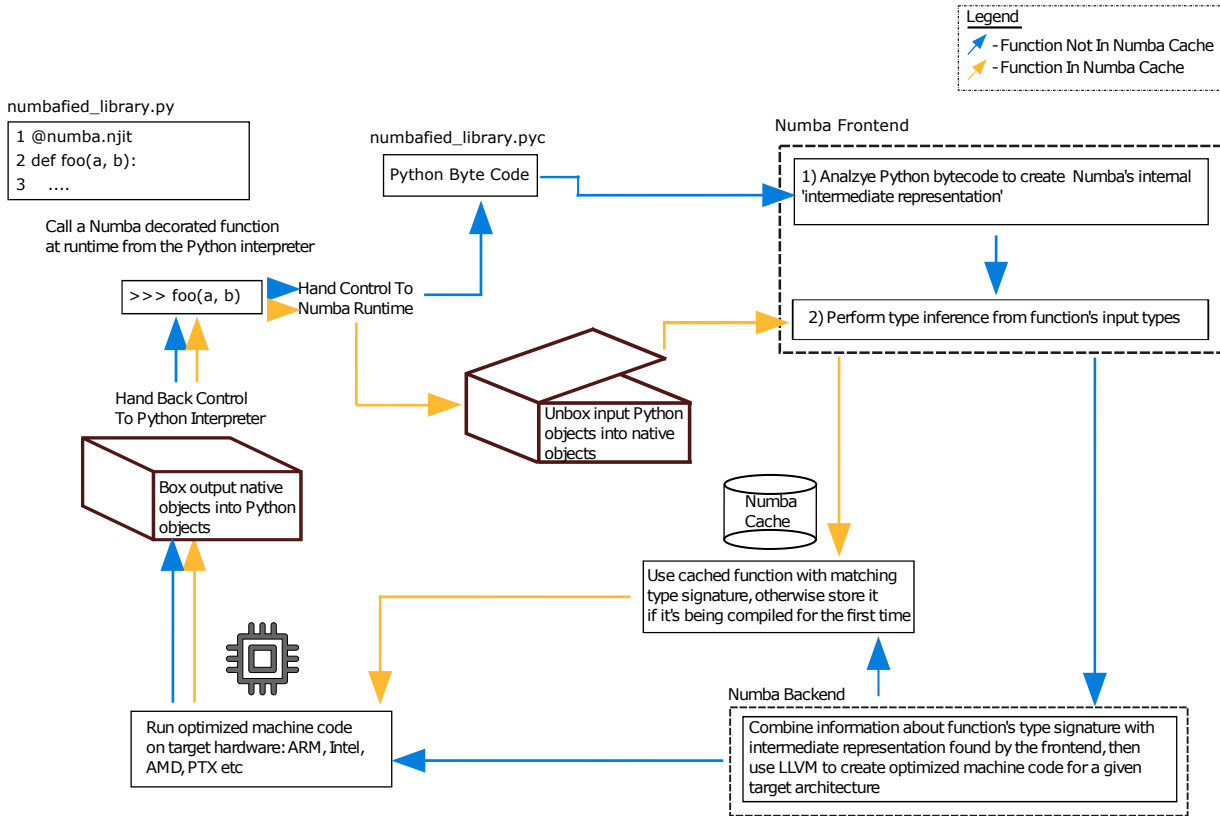 Legend
- Function Not In Numba Cache
- Function In Numba Cache
numbafied_library.py
1 @numba.njit
2 def foo(a, b):
3 ....
numbafied_library.pyc
Python Byte Code
Numba Frontend
1) Analzye Python bytecode to create Numba's internal
'intermediate representation'
Call a Numba decorated function
at runtime from the Python interpreter
>>> foo(a, b)
Hand Control To
Numba Runtime
2) Perform type inference from function's input types
Hand Back Control
To Python Interpreter
Unbox input Python
objects into native
objects
Box output native
objects into Python
objects
Numba
Cache
Use cached function with matching
type signature, otherwise store it
if it's being compiled for the first time
Numba Backend
Run optimized machine code
on target hardware: ARM, Intel,
AMD, PTX etc
Combine information about function's type signature with
intermediate representation found by the frontend, then
use LLVM to create optimized machine code for a given
target architecture